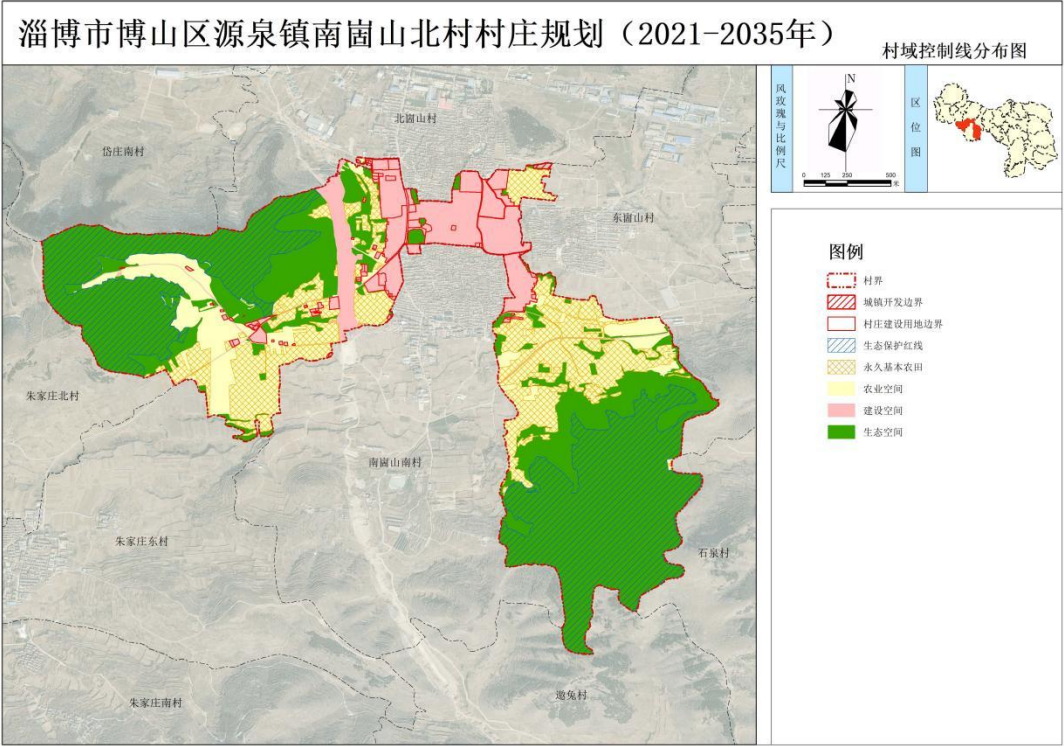 淄博市博山区源泉镇南崮山北村村庄规划（2021-2035年）
村域控制线分布图
风玫瑰与比例尺
N
0 125 250 500 米
区位图
北崮山村
岱庄南村
东崮山村
朱家庄北村
南崮山南村
朱家庄东村
石泉村
朱家庄南村
邀兔村
图例
村界
城镇开发边界
村庄建设用地边界
生态保护红线
永久基本农田
农业空间
建设空间
生态空间